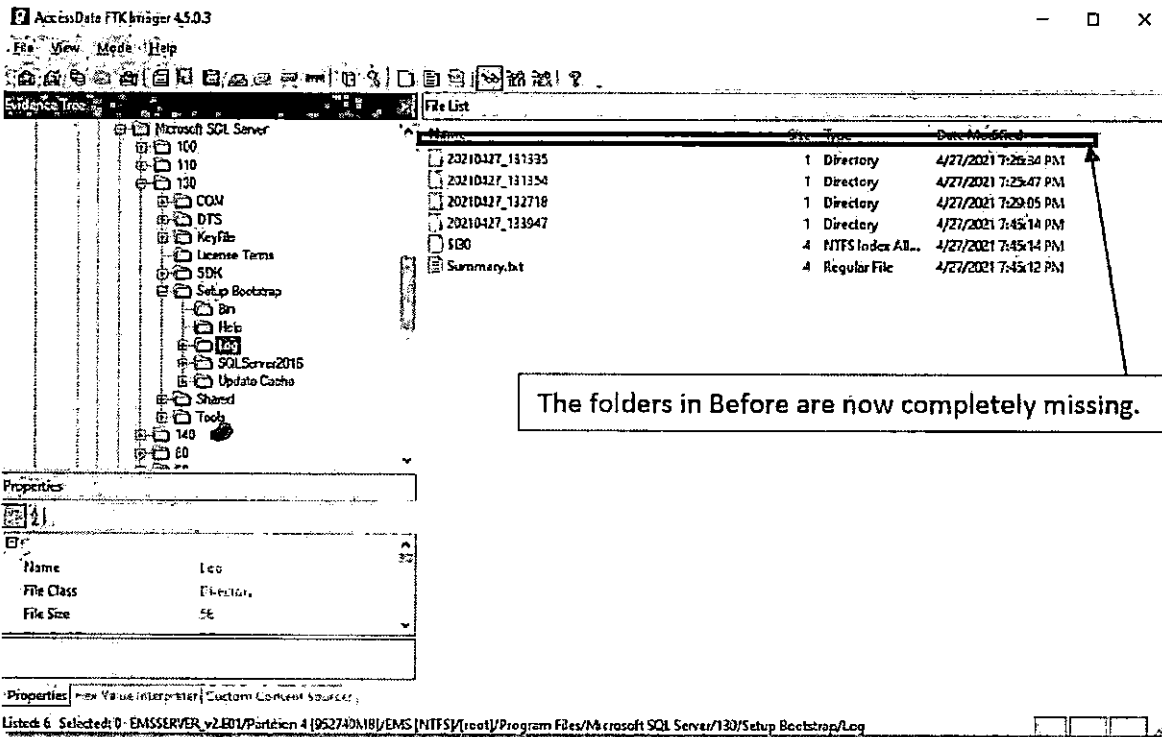 AccessData FTK Imager 4.5.0.3
File View Mode Help
Evidence Tree
File List
Microsoft SQL Server
100
110
130
COM
DTS
Keyfile
License Terms
SDK
Setup Bootstrap
Bin
Help
Log
SQLServer2016
Update Cache
Shared
Tools
140
80
Name Size Type Date Modified
20210427_131335 1 Directory 4/27/2021 7:26:34 PM
20210427_131354 1 Directory 4/27/2021 7:25:47 PM
20210427_132718 1 Directory 4/27/2021 7:29:05 PM
20210427_133947 1 Directory 4/27/2021 7:45:14 PM
$I30 4 NTFS Index All... 4/27/2021 7:45:14 PM
Summary.txt 4 Regular File 4/27/2021 7:45:12 PM
The folders in Before are now completely missing.
Properties
Name Log
File Class Directory
File Size 56
Properties Hex Value Interpreter Custom Content Sources
Listed: 6 Selected: 0 EMSSERVER_v2.E01/Partition 4 [952740MB]/EMS [NTFS]/[root]/Program Files/Microsoft SQL Server/130/Setup Bootstrap/Log